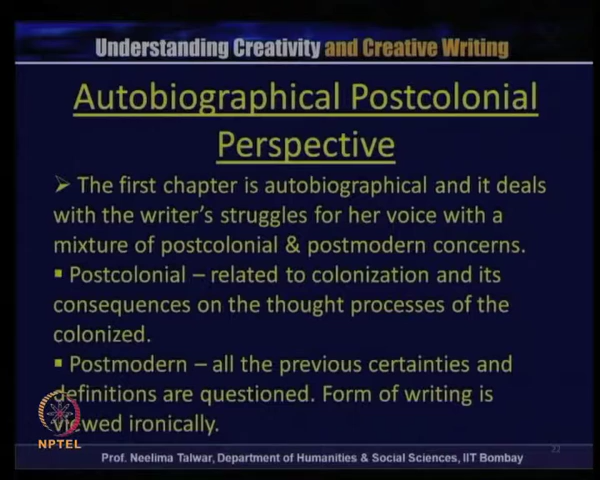 Understanding Creativity and Creative Writing
Autobiographical Postcolonial
Perspective
➢ The first chapter is autobiographical and it deals
with the writer's struggles for her voice with a
mixture of postcolonial & postmodern concerns.
▪ Postcolonial – related to colonization and its
consequences on the thought processes of the
colonized.
▪ Postmodern – all the previous certainties and
definitions are questioned. Form of writing is
viewed ironically.
NPTEL
Prof. Neelima Talwar, Department of Humanities & Social Sciences, IIT Bombay